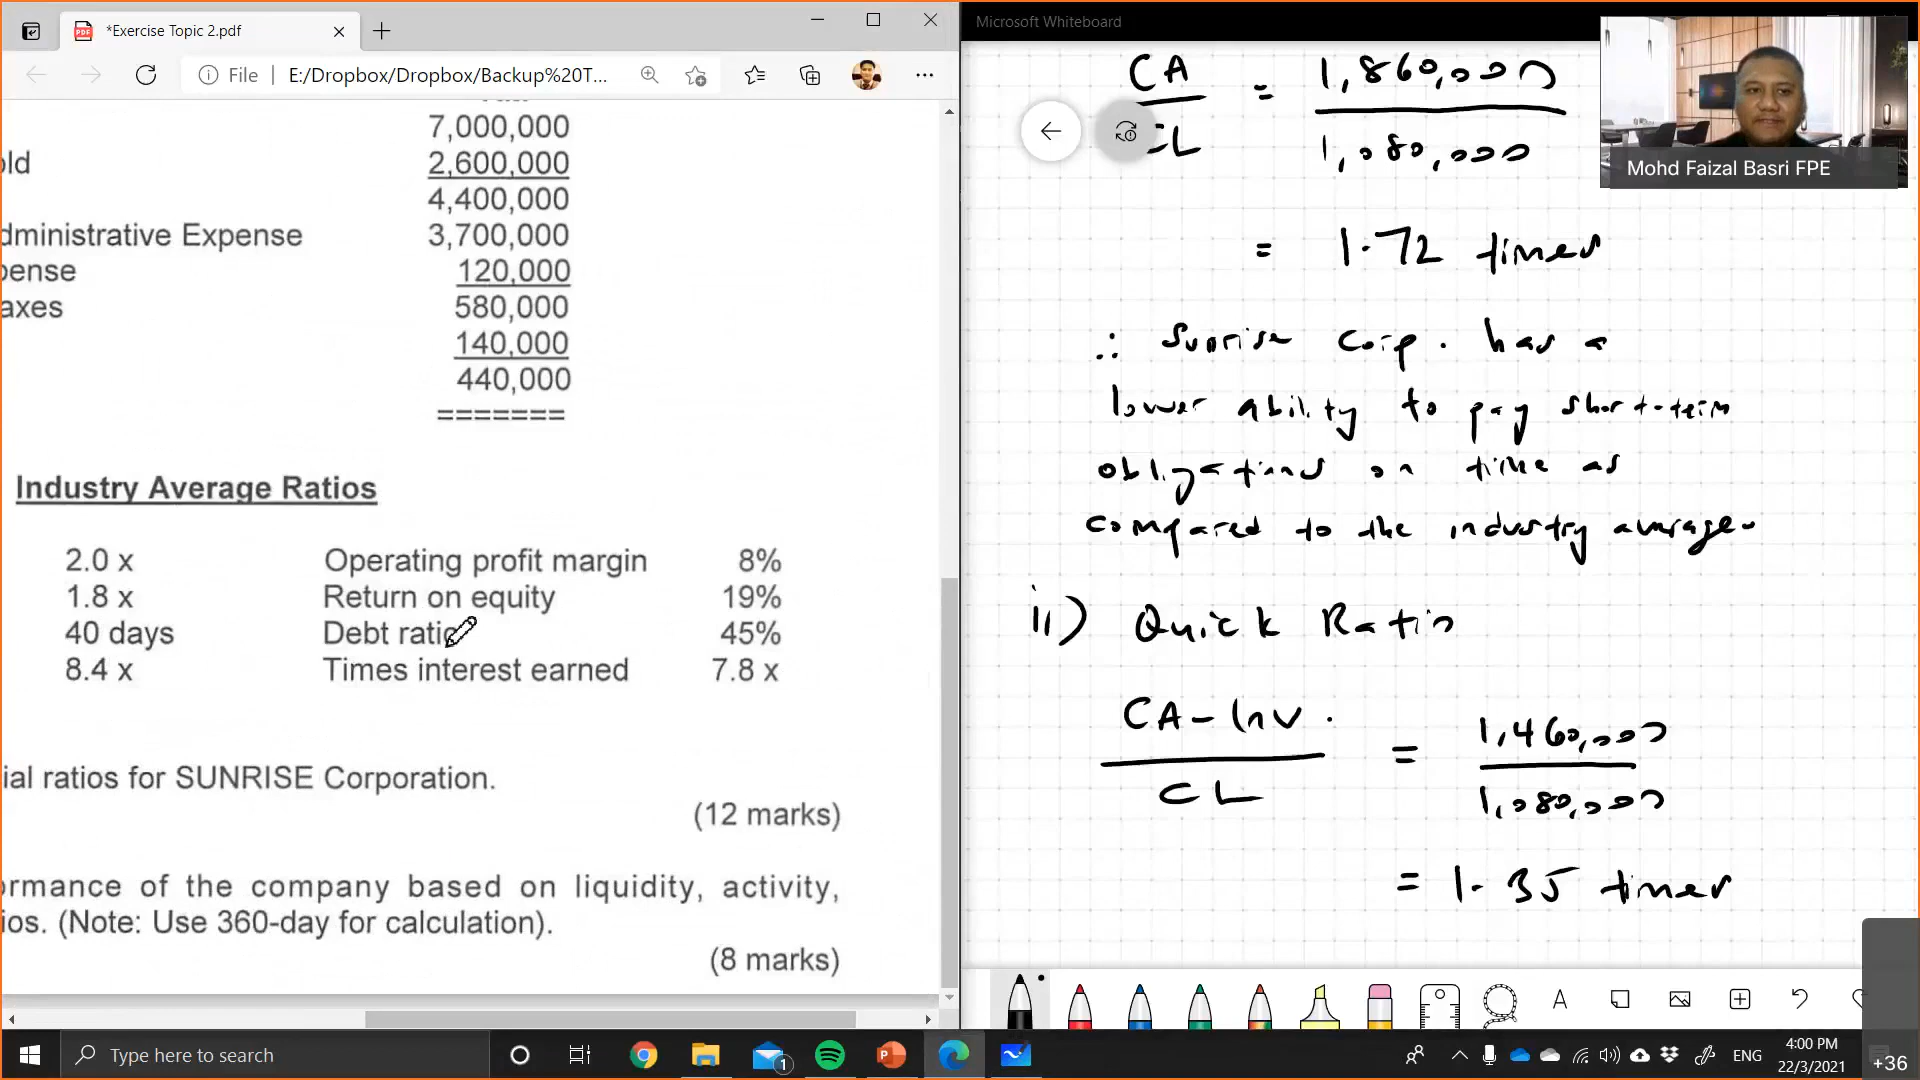 *Exercise Topic 2.pdf
File
E:/Dropbox/Dropbox/Backup%20T...
7,000,000
old 2,600,000
4,400,000
dministrative Expense 3,700,000
pense 120,000
axes 580,000
140,000
440,000
=======
Industry Average Ratios
2.0 x Operating profit margin 8%
1.8 x Return on equity 19%
40 days Debt ratio 45%
8.4 x Times interest earned 7.8 x
ial ratios for SUNRISE Corporation.
(12 marks)
ormance of the company based on liquidity, activity,
ios. (Note: Use 360-day for calculation).
(8 marks)
Microsoft Whiteboard
CA = 1,860,000
CL 1,080,000
= 1.72 times
∴ Sunrise Corp. has a
lower ability to pay short-term
obligations on time as
compared to the industry average.
ii) Quick Ratio
CA - Inv. = 1,460,000
CL 1,080,000
= 1.35 times
Mohd Faizal Basri FPE
Type here to search
1
ENG
4:00 PM
22/3/2021
+36